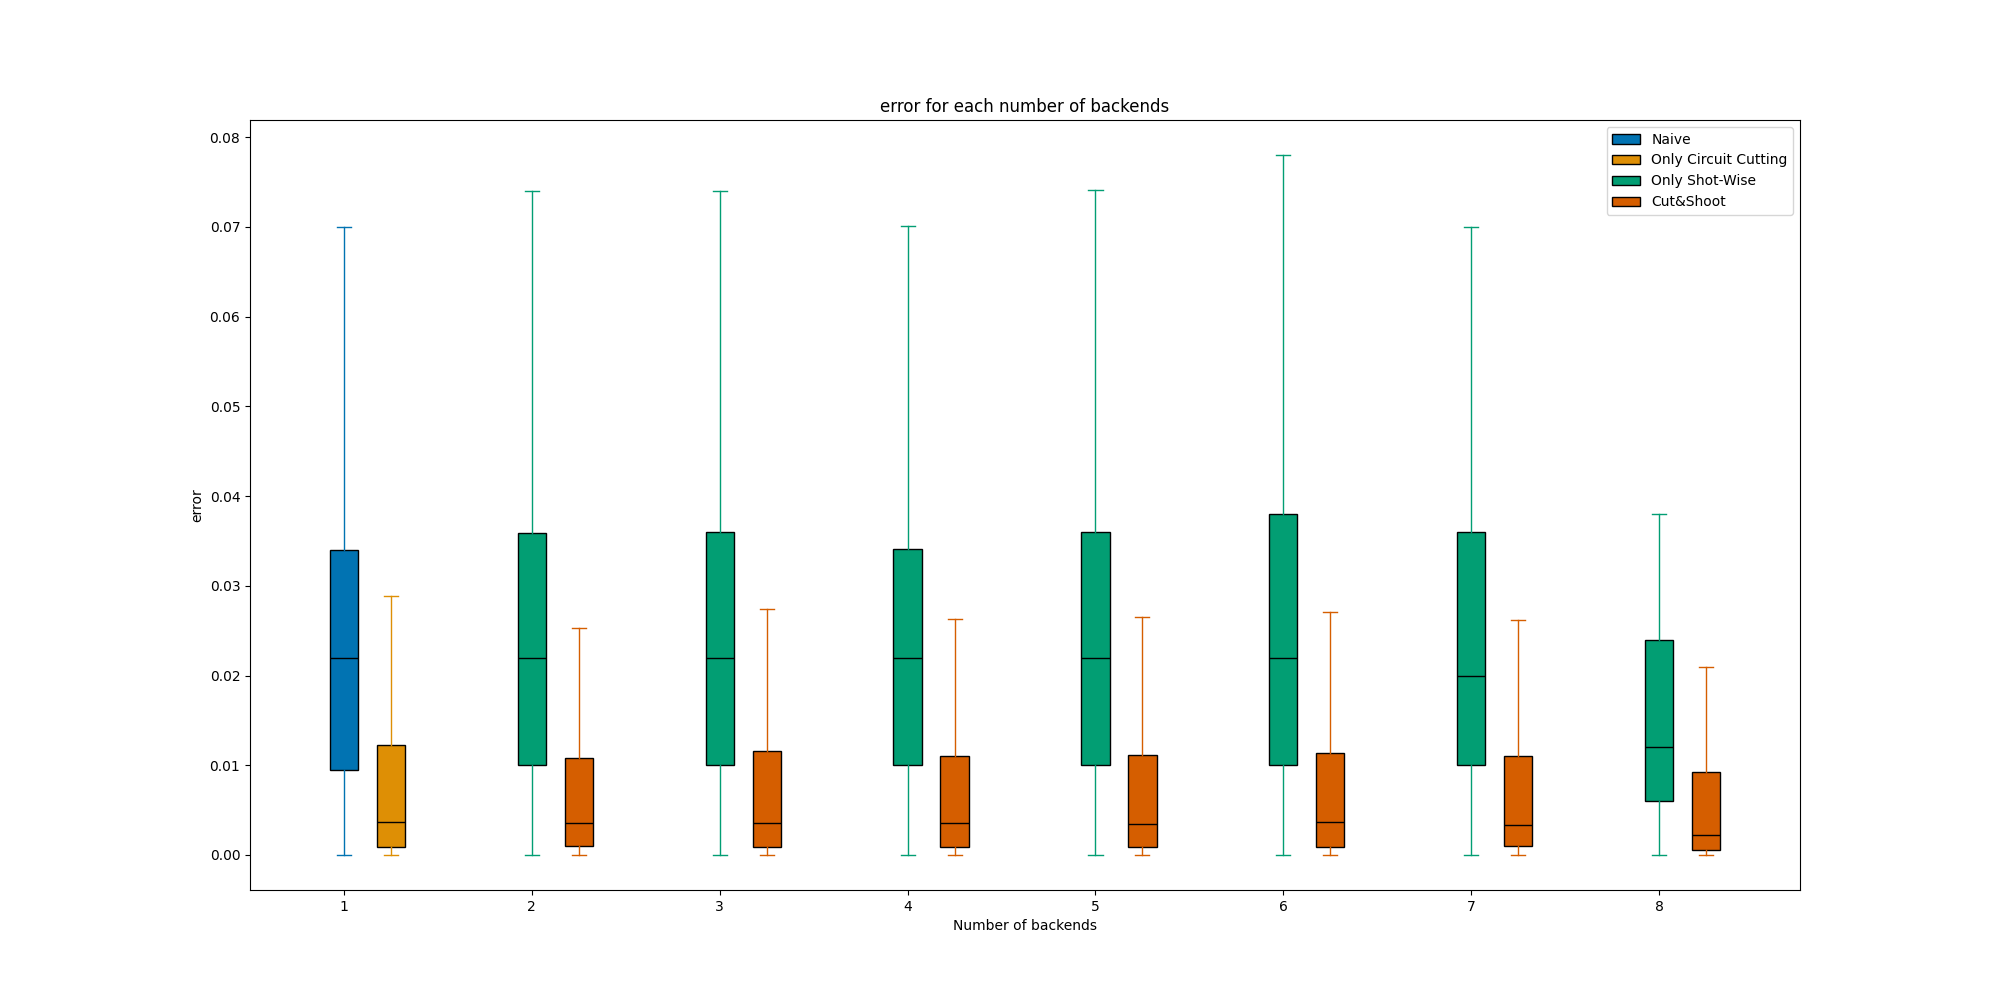 error for each number of backends
Naive
Only Circuit Cutting
Only Shot-Wise
Cut&Shoot
0.08
0.07
0.06
0.05
0.04
0.03
0.02
0.01
0.00
error
1 2 3 4 5 6 7 8
Number of backends